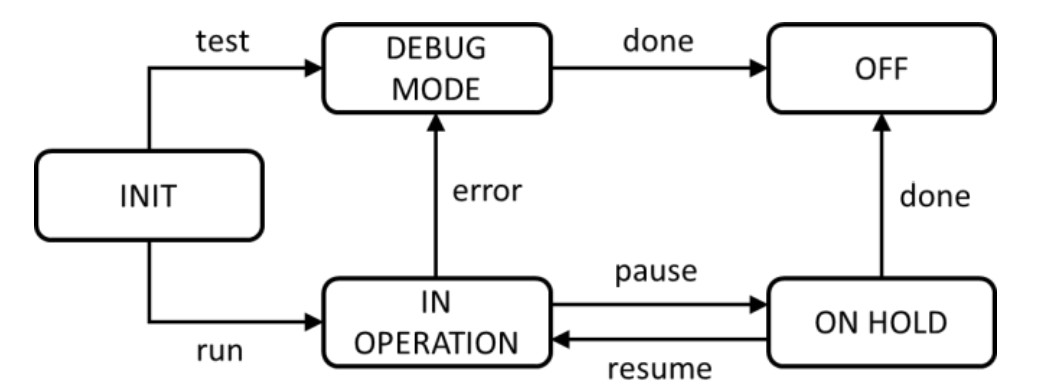 test
DEBUG
MODE
done
OFF
INIT
error
done
run
IN
OPERATION
pause
resume
ON HOLD